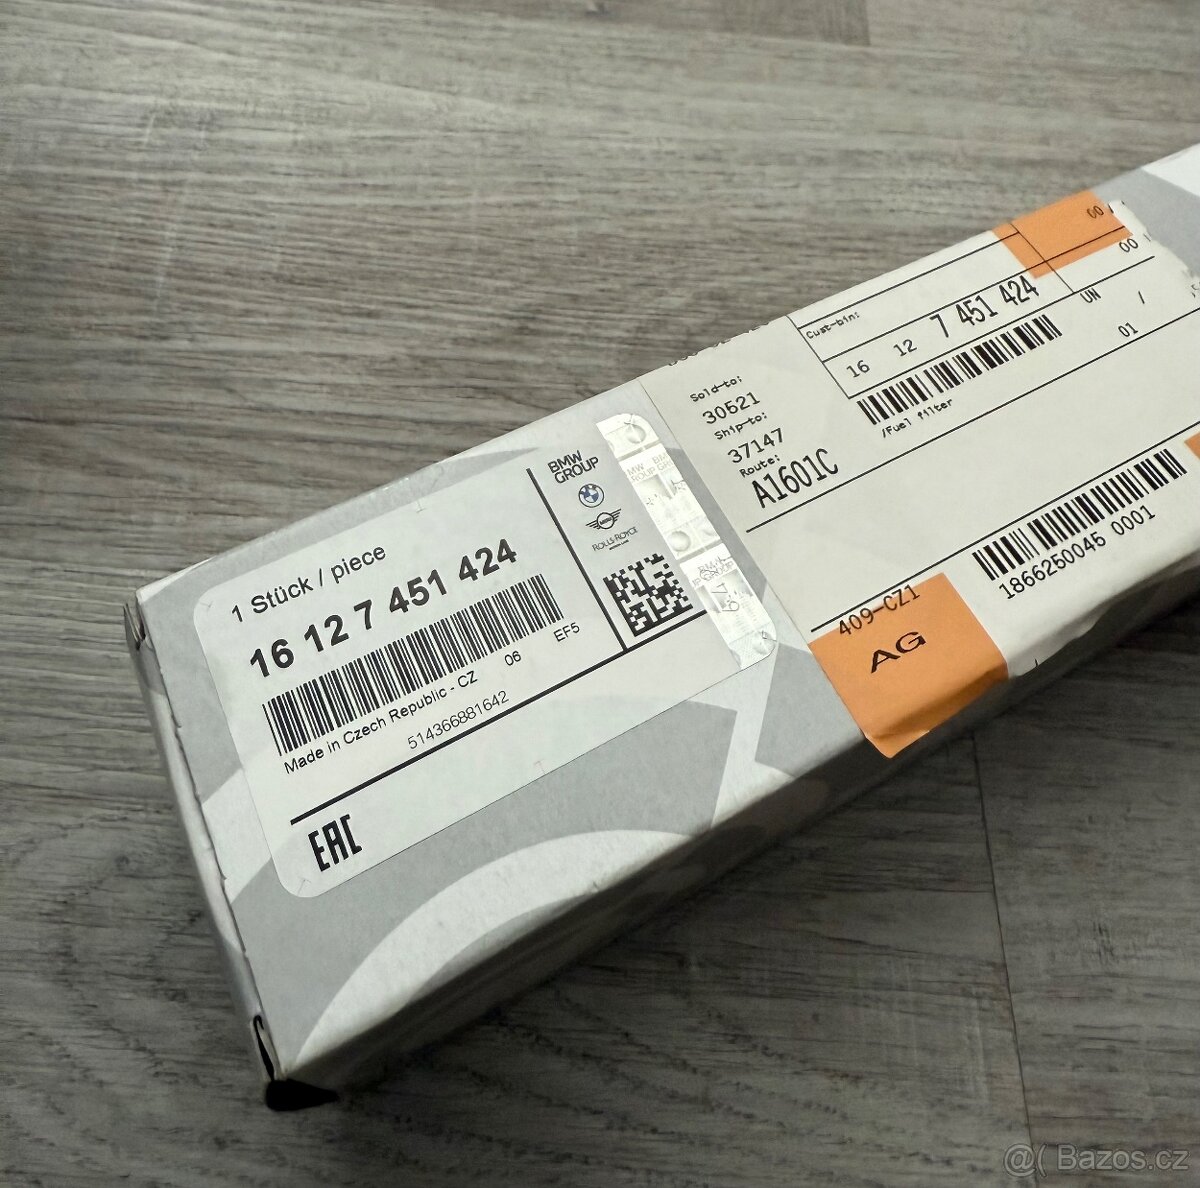 1 Stück / piece
16 12 7 451 424
Made in Czech Republic - CZ 06 EF5
514366881642
EAC
BMW
GROUP
ROLLS-ROYCE
BMW
GROUP
Sold-to:
30521
Ship-to:
37147
Route:
A1601C
Cust-bin:
16 12 7 451 424 UN /
/Fuel filter
01
00 /
00
409-CZ1
AG
1866250045 0001
@( Bazos.cz